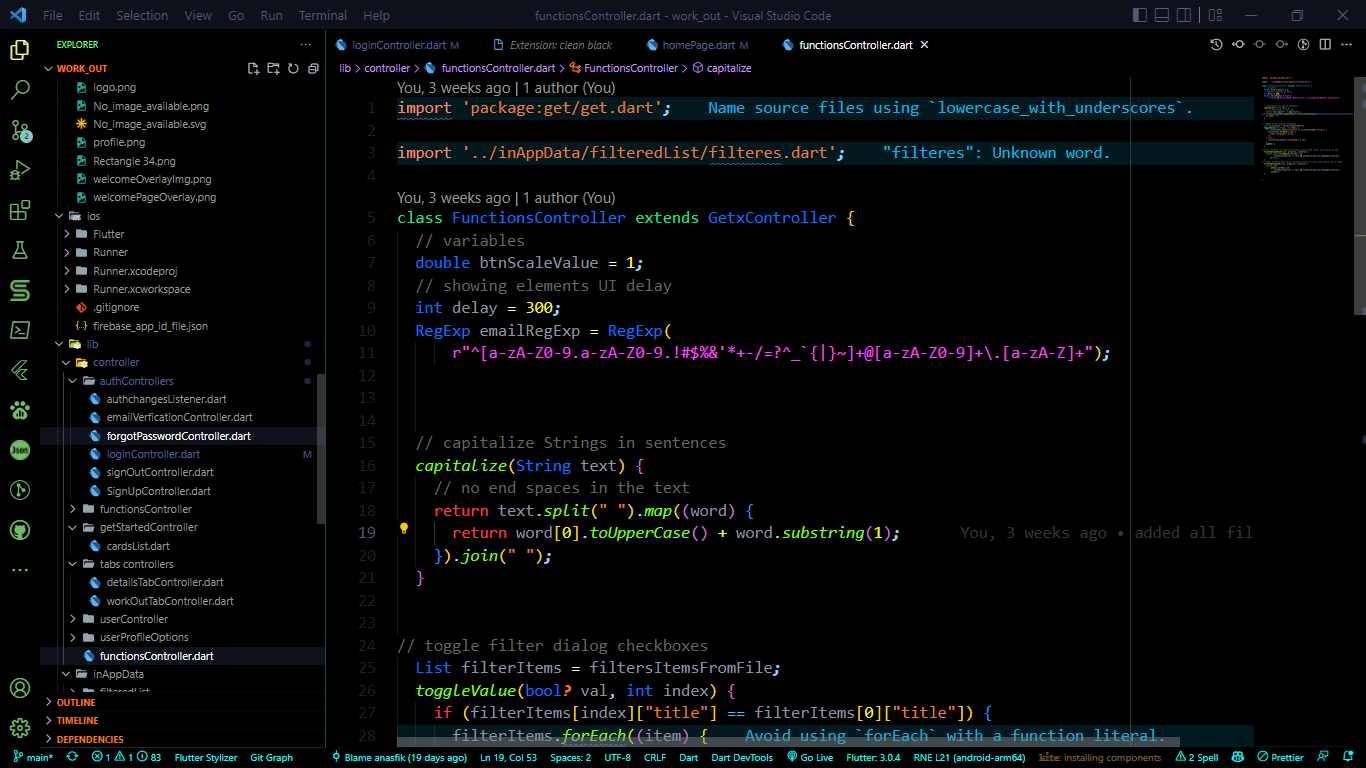 File Edit Selection View Go Run Terminal Help
functionsController.dart - work_out - Visual Studio Code
EXPLORER
WORK_OUT
logo.png
No_image_available.png
No_image_available.svg
profile.png
Rectangle 34.png
welcomeOverlayImg.png
welcomePageOverlay.png
ios
Flutter
Runner
Runner.xcodeproj
Runner.xcworkspace
.gitignore
firebase_app_id_file.json
lib
controller
authControllers
authchangesListener.dart
emailVerficationController.dart
forgotPasswordController.dart
loginController.dart M
signOutController.dart
SignUpController.dart
functionsController
getStartedController
cardsList.dart
tabs controllers
detailsTabController.dart
workOutTabController.dart
userController
userProfileOptions
functionsController.dart
inAppData
filteredList
OUTLINE
TIMELINE
DEPENDENCIES
2
Json
loginController.dart M
Extension: clean black
homePage.dart M
functionsController.dart
lib > controller > functionsController.dart > FunctionsController > capitalize
You, 3 weeks ago | 1 author (You)
1 import 'package:get/get.dart'; Name source files using `lowercase_with_underscores`.
2
3 import '../inAppData/filteredList/filteres.dart'; "filteres": Unknown word.
4
You, 3 weeks ago | 1 author (You)
5 class FunctionsController extends GetxController {
6 // variables
7 double btnScaleValue = 1;
8 // showing elements UI delay
9 int delay = 300;
10 RegExp emailRegExp = RegExp(
11 r"^[a-zA-Z0-9.a-zA-Z0-9.!#$%&'*+-/=?^_`{|}~]+@[a-zA-Z0-9]+\.[a-zA-Z]+");
12
13
14
15 // capitalize Strings in sentences
16 capitalize(String text) {
17 // no end spaces in the text
18 return text.split(" ").map((word) {
19 return word[0].toUpperCase() + word.substring(1); You, 3 weeks ago • added all fil
20 }).join(" ");
21 }
22
23
24 // toggle filter dialog checkboxes
25 List filterItems = filtersItemsFromFile;
26 toggleValue(bool? val, int index) {
27 if (filterItems[index]["title"] == filterItems[0]["title"]) {
28 filterItems.forEach((item) { Avoid using `forEach` with a function literal.
main* 1 1 83 Flutter Stylizer Git Graph Blame anasfik (19 days ago) Ln 19, Col 53 Spaces: 2 UTF-8 CRLF Dart Dart DevTools Go Live Flutter: 3.0.4 RNE L21 (android-arm64) kite: installing components 2 Spell Prettier